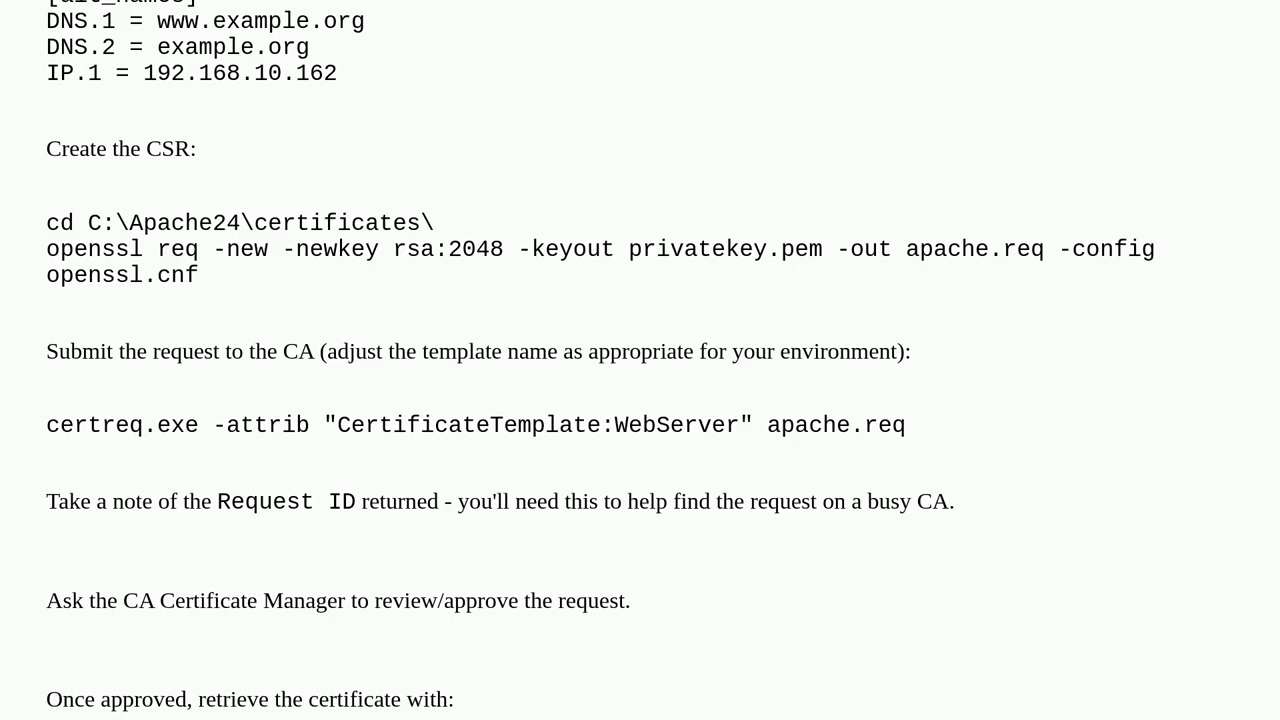 DNS.1 = www.example.org
DNS.2 = example.org
IP.1 = 192.168.10.162
Create the CSR:
cd C:\Apache24\certificates\
openssl req -new -newkey rsa:2048 -keyout privatekey.pem -out apache.req -config
openssl.cnf
Submit the request to the CA (adjust the template name as appropriate for your environment):
certreq.exe -attrib "CertificateTemplate:WebServer" apache.req
Take a note of the Request ID returned - you'll need this to help find the request on a busy CA.
Ask the CA Certificate Manager to review/approve the request.
Once approved, retrieve the certificate with: